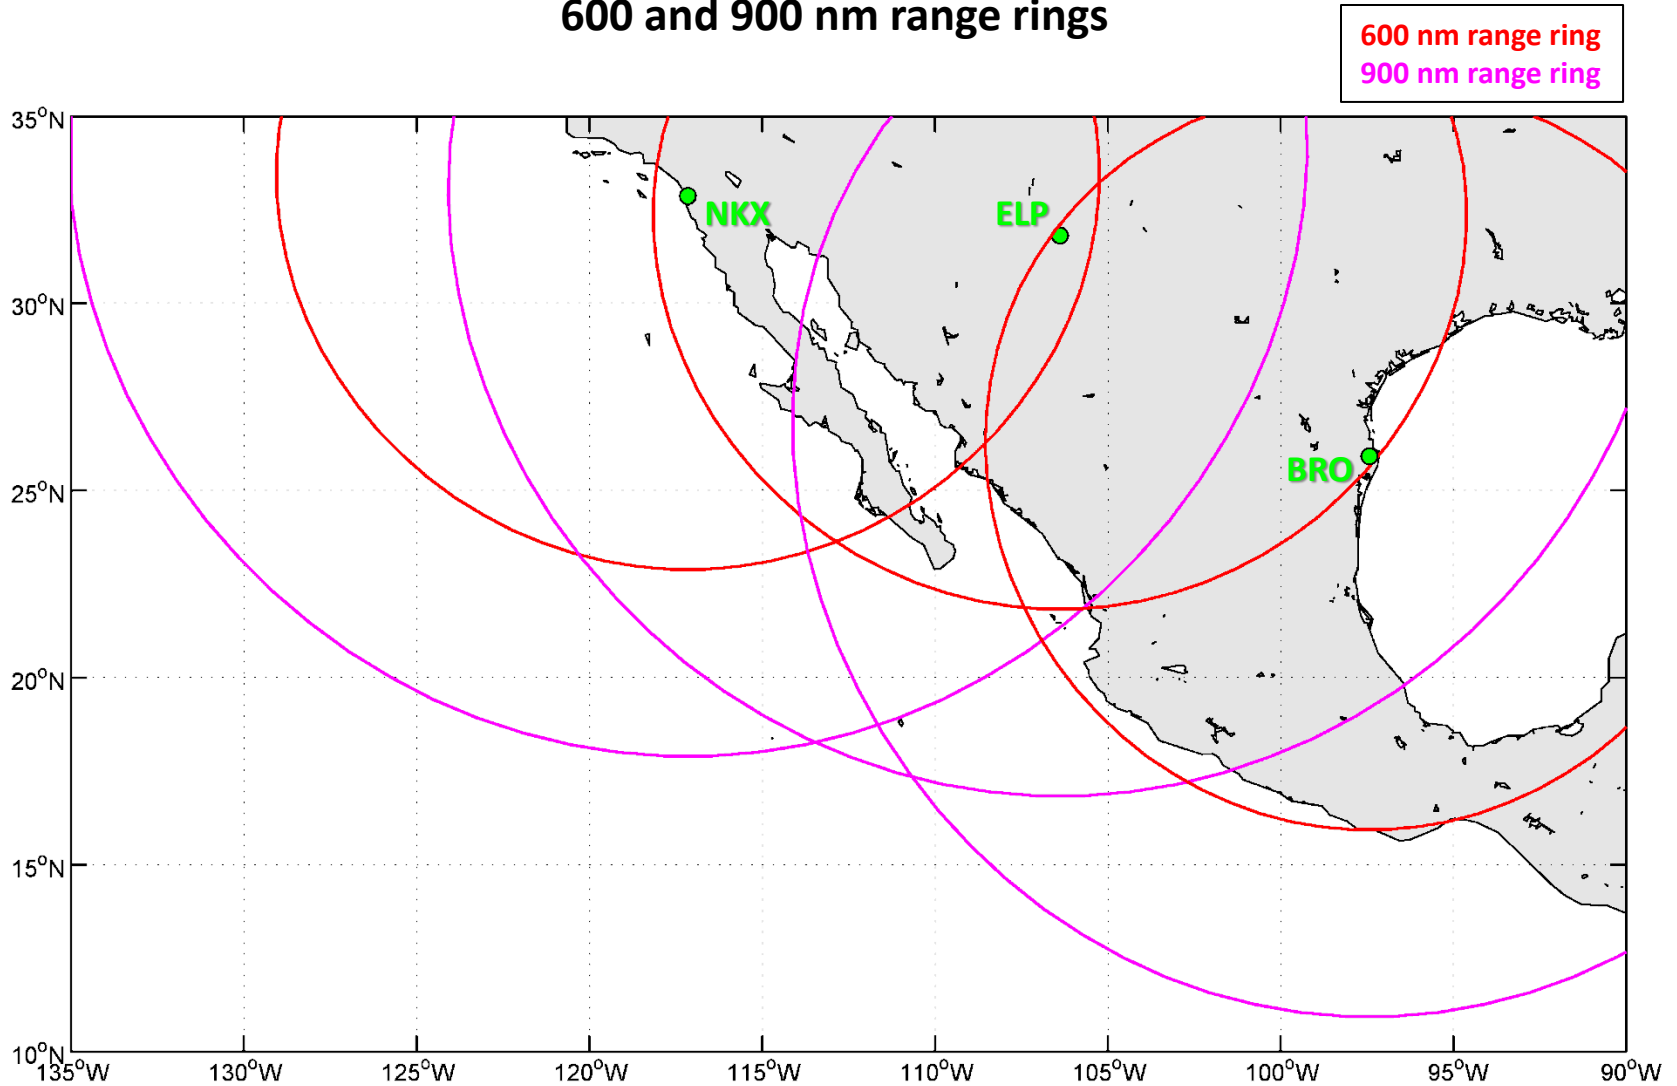 600 and 900 nm range rings
600 nm range ring
900 nm range ring
35°N
NKX
ELP
30°N
BRO
25°N
20°N
15°N
10°N
135°W 130°W 125°W 120°W 115°W 110°W 105°W 100°W 95°W 90°W